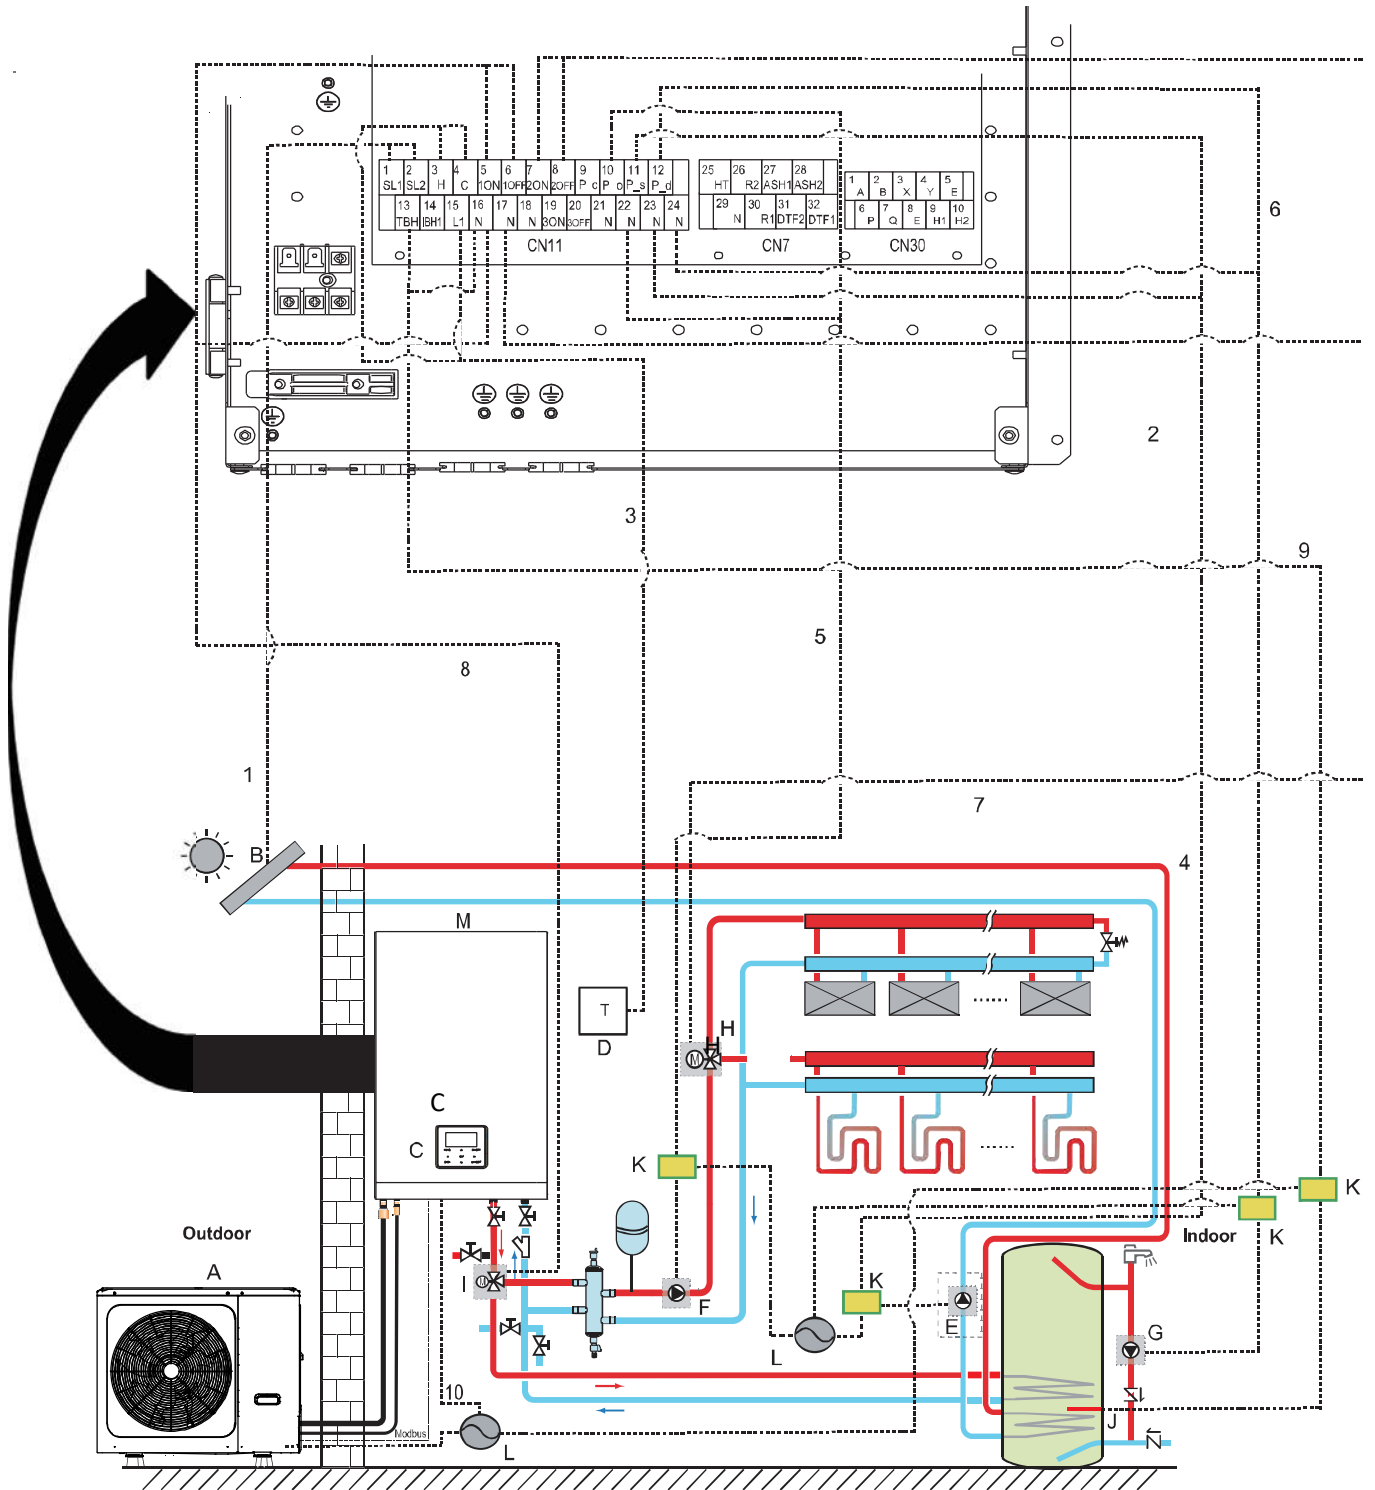 1 2 3 4 5 6 7 8 9 10 11 12
SL1 SL2 H C 1ON 1OFF 2ON 2OFF P_c P_o P_s P_d
13 14 15 16 17 18 19 20 21 22 23 24
TBH IBH1 L1 N N N 3ON 3OFF N N N N
CN11
25 26 27 28
HT R2 ASH1 ASH2
29 30 31 32
N R1 DTF2 DTF1
CN7
1 2 3 4 5
A B X Y E
6 7 8 9 10
P Q E H1 H2
CN30
6
2
3
9
5
8
1
7
B
4
M
T
D
H
H
M
C
C
K
K
Outdoor
Indoor
K
A
I
M
K
F
E
G
L
10
J
Modbus
L